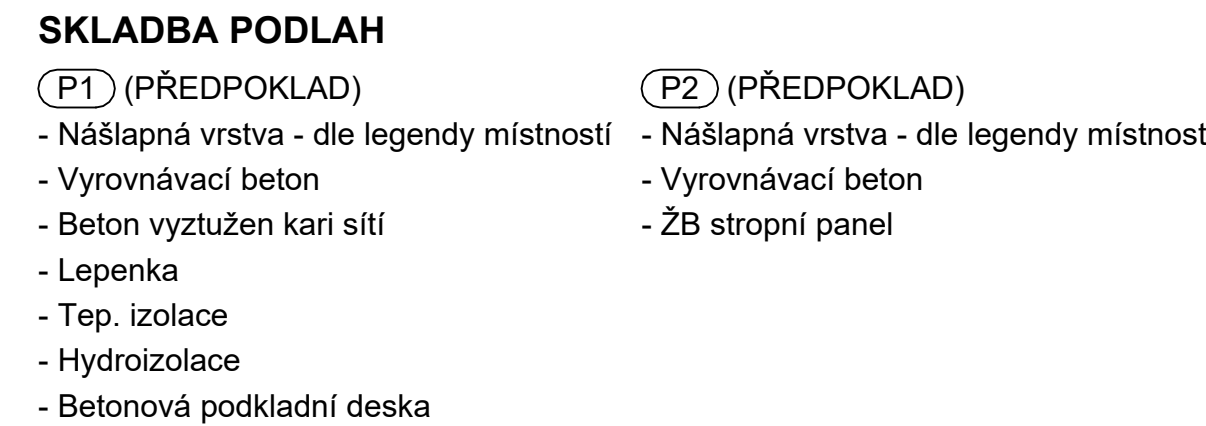 SKLADBA PODLAH
P1 (PŘEDPOKLAD)
- Nášlapná vrstva - dle legendy místností
- Vyrovnávací beton
- Beton vyztužen kari sítí
- Lepenka
- Tep. izolace
- Hydroizolace
- Betonová podkladní deska
P2 (PŘEDPOKLAD)
- Nášlapná vrstva - dle legendy místnost
- Vyrovnávací beton
- ŽB stropní panel